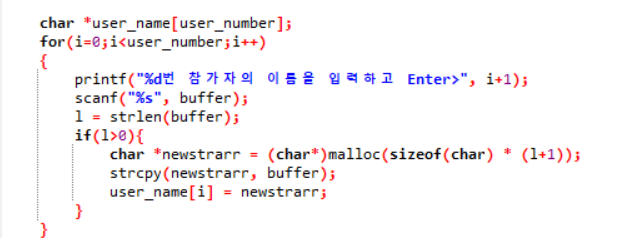 char *user_name[user_number];
for(i=0;i<user_number;i++)
{
printf("%d번 참가자의 이름을 입력하고 Enter>", i+1);
scanf("%s", buffer);
l = strlen(buffer);
if(l>0){
char *newstrarr = (char*)malloc(sizeof(char) * (l+1));
strcpy(newstrarr, buffer);
user_name[i] = newstrarr;
}
}